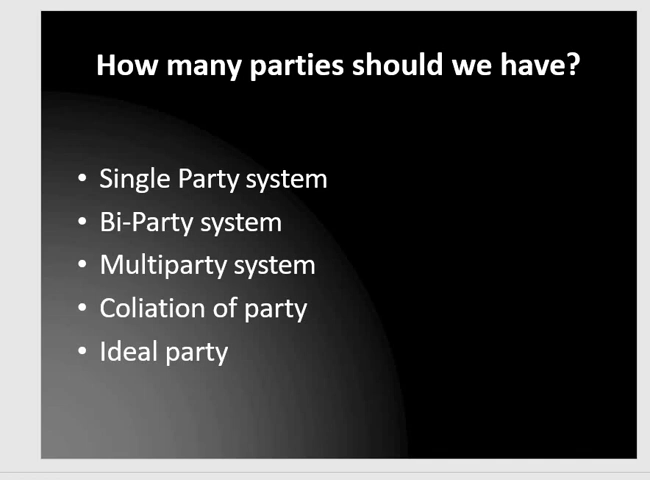 How many parties should we have?
• Single Party system
• Bi-Party system
• Multiparty system
• Coliation of party
• Ideal party